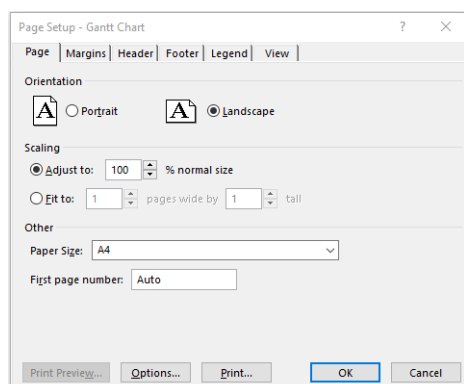 Page Setup - Gantt Chart ? ×
Page Margins Header Footer Legend View
Orientation
A Portrait A Landscape
Scaling
Adjust to: 100 % normal size
Fit to: 1 pages wide by 1 tall
Other
Paper Size: A4
First page number: Auto
Print Preview... Options... Print... OK Cancel